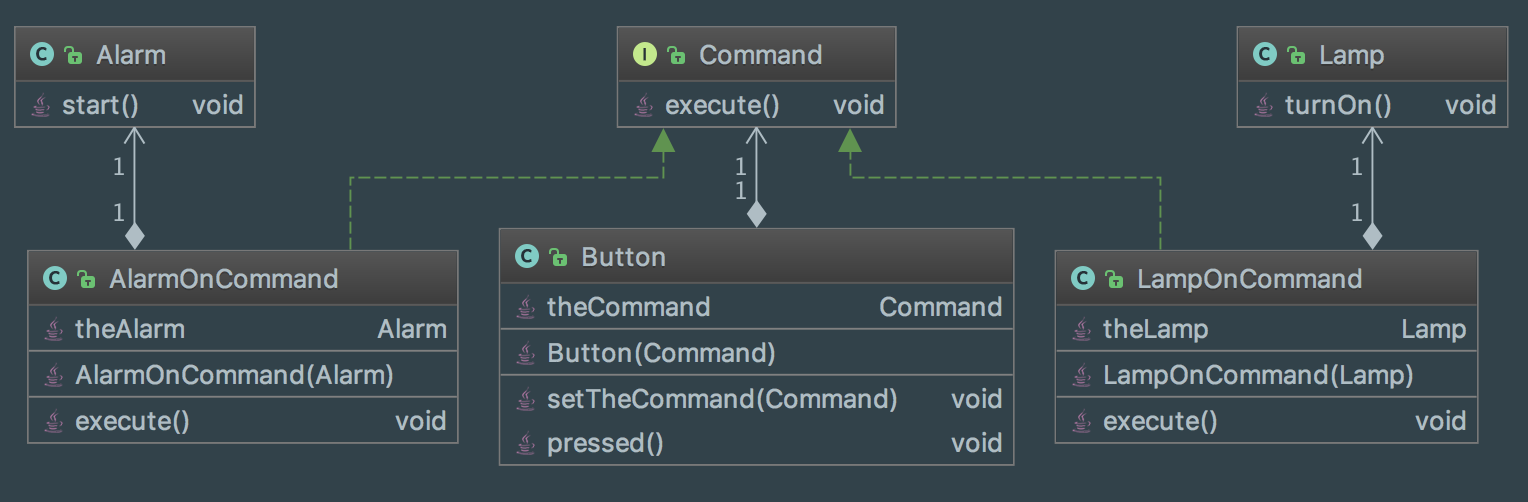 C Alarm
start() void
I Command
execute() void
C Lamp
turnOn() void
1
1
1
1
1
1
C AlarmOnCommand
theAlarm Alarm
AlarmOnCommand(Alarm)
execute() void
C Button
theCommand Command
Button(Command)
setTheCommand(Command) void
pressed() void
C LampOnCommand
theLamp Lamp
LampOnCommand(Lamp)
execute() void